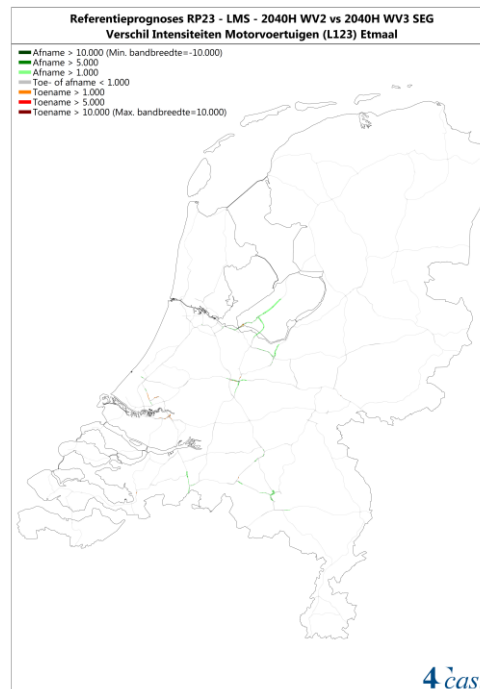 Referentieprognoses RP23 - LMS - 2040H WV2 vs 2040H WV3 SEG
Verschil Intensiteiten Motorvoertuigen (L123) Etmaal
Afname > 10.000 (Min. bandbreedte=-10.000)
Afname > 5.000
Afname > 1.000
Toe- of afname < 1.000
Toename > 1.000
Toename > 5.000
Toename > 10.000 (Max. bandbreedte=10.000)
4 cast